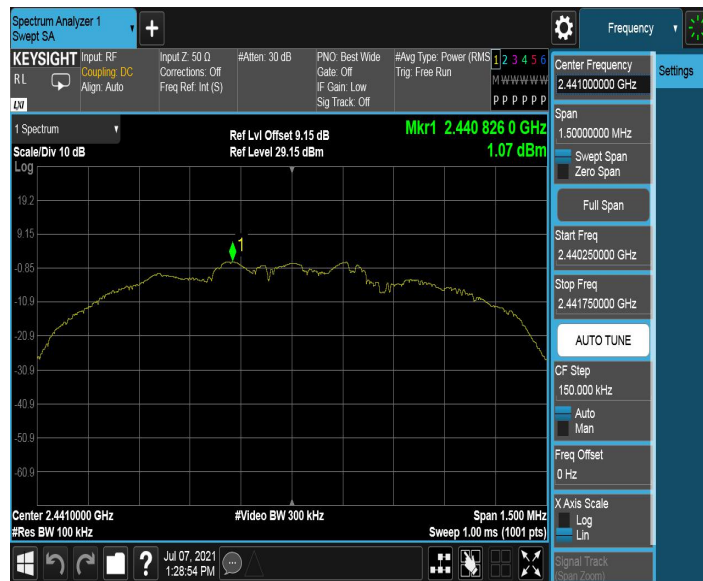 Spectrum Analyzer 1
Swept SA
+
Frequency
KEYSIGHT
RL
LXI
Input: RF
Coupling: DC
Align: Auto
Input Z: 50 Ω
Corrections: Off
Freq Ref: Int (S)
#Atten: 30 dB
PNO: Best Wide
Gate: Off
IF Gain: Low
Sig Track: Off
#Avg Type: Power (RMS
Trig: Free Run
1 2 3 4 5 6
M W W W W W
P P P P P P
Center Frequency
2.441000000 GHz
Settings
Span
1.50000000 MHz
Swept Span
Zero Span
Full Span
Start Freq
2.440250000 GHz
Stop Freq
2.441750000 GHz
AUTO TUNE
CF Step
150.000 kHz
Auto
Man
Freq Offset
0 Hz
X Axis Scale
Log
Lin
Signal Track
(Span Zoom)
1 Spectrum
Scale/Div 10 dB
Log
Ref Lvl Offset 9.15 dB
Ref Level 29.15 dBm
Mkr1 2.440 826 0 GHz
1.07 dBm
19.2
9.15
1
-0.85
-10.9
-20.9
-30.9
-40.9
-50.9
-60.9
Center 2.4410000 GHz
#Res BW 100 kHz
#Video BW 300 kHz
Span 1.500 MHz
Sweep 1.00 ms (1001 pts)
?
Jul 07, 2021
1:28:54 PM